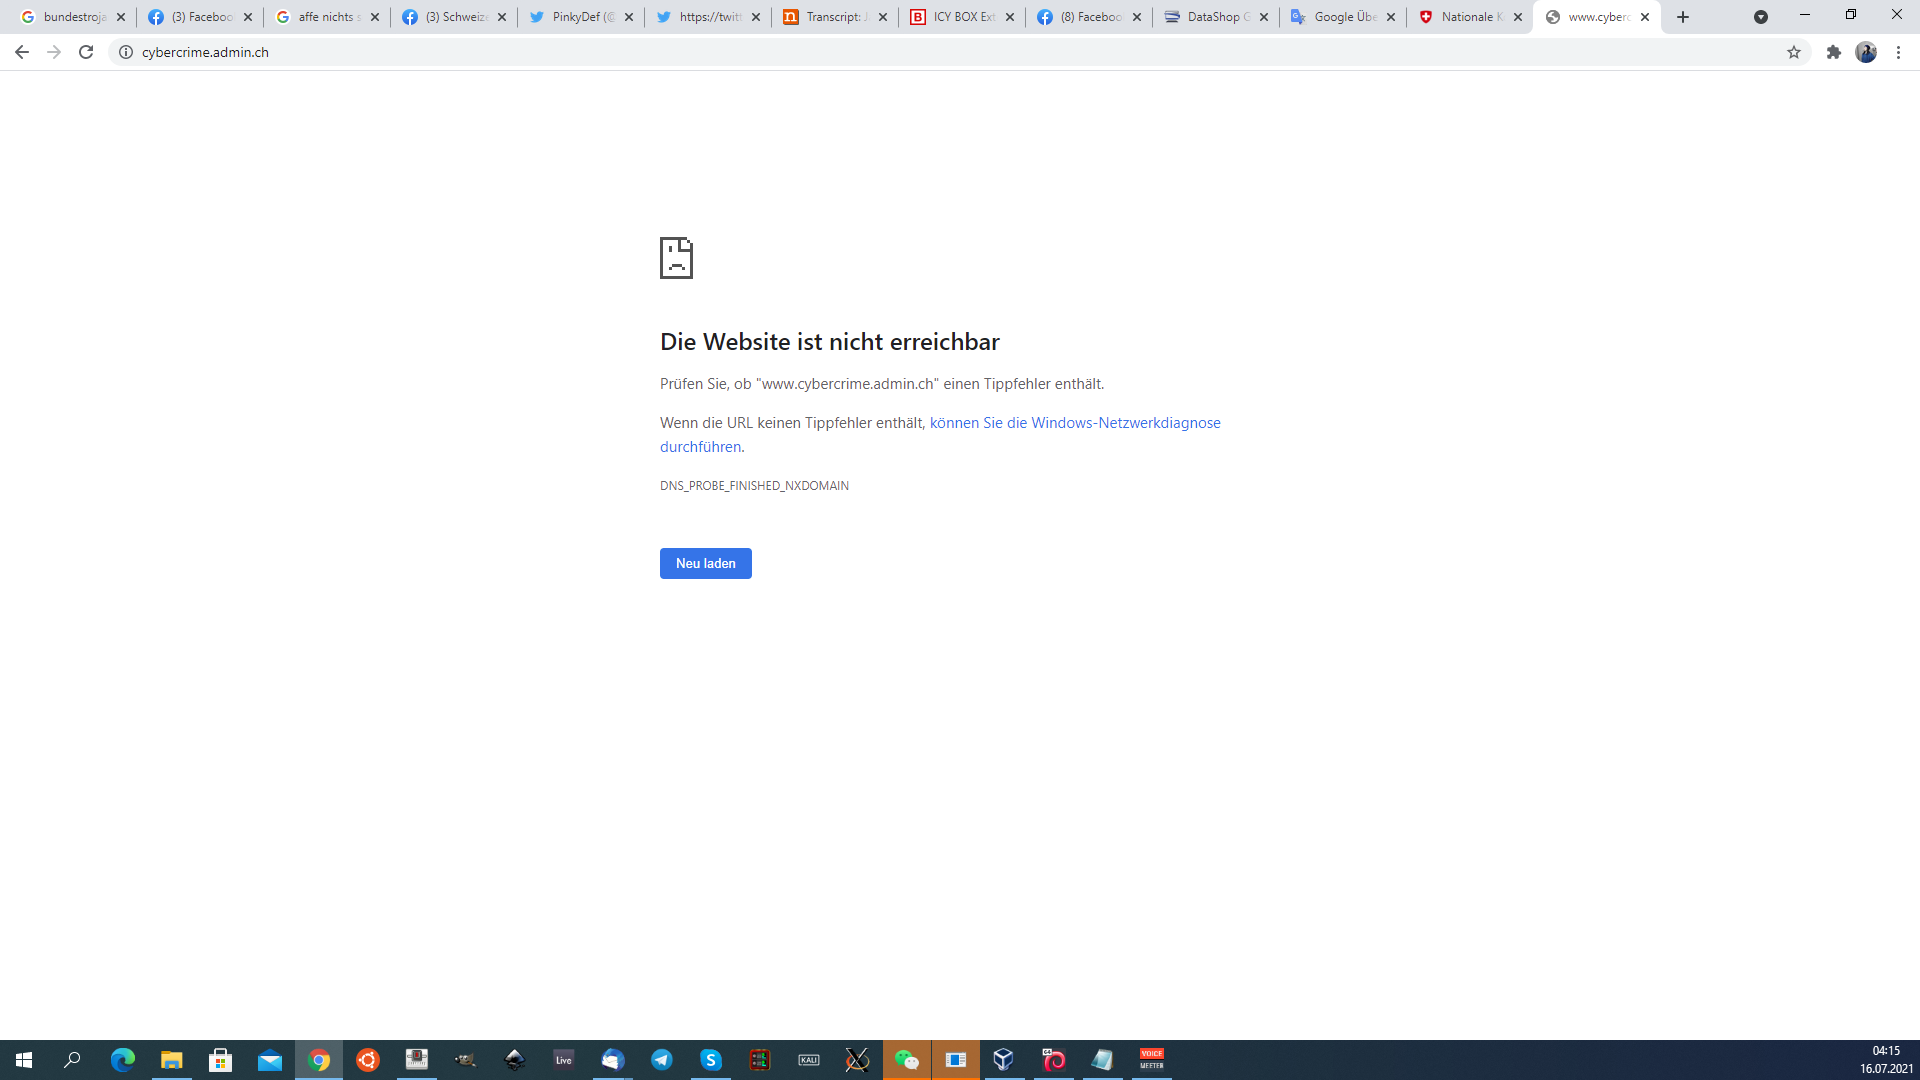 bundestroja
(3) Faceboo
affe nichts s
(3) Schweize
PinkyDef (@
https://twitt
Transcript: J
ICY BOX Ext
(8) Faceboo
DataShop G
Google Übe
Nationale K
www.cyberc
cybercrime.admin.ch
Die Website ist nicht erreichbar
Prüfen Sie, ob "www.cybercrime.admin.ch" einen Tippfehler enthält.
Wenn die URL keinen Tippfehler enthält, können Sie die Windows-Netzwerkdiagnose
durchführen.
DNS_PROBE_FINISHED_NXDOMAIN
Neu laden
Live
KALI
64
VOICE
MEETER
04:15
16.07.2021